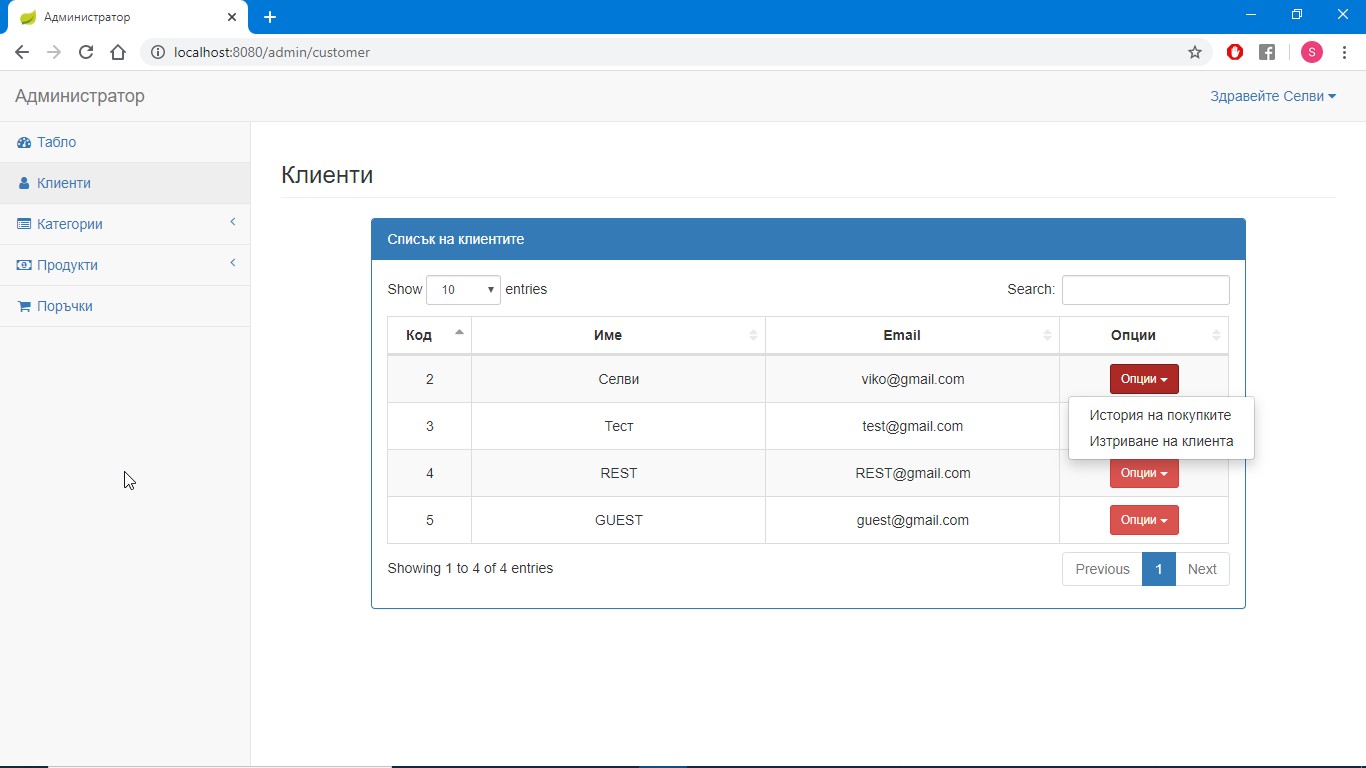 Администратор
localhost:8080/admin/customer
S
Администратор
Здравейте Селви
Табло
Клиенти
Категории
Продукти
Поръчки
Клиенти
Списък на клиентите
Show 10 entries
Search:
Код Име Email Опции
2 Селви viko@gmail.com Опции
История на покупките
Изтриване на клиента
3 Тест test@gmail.com
4 REST REST@gmail.com Опции
5 GUEST guest@gmail.com Опции
Showing 1 to 4 of 4 entries
Previous 1 Next